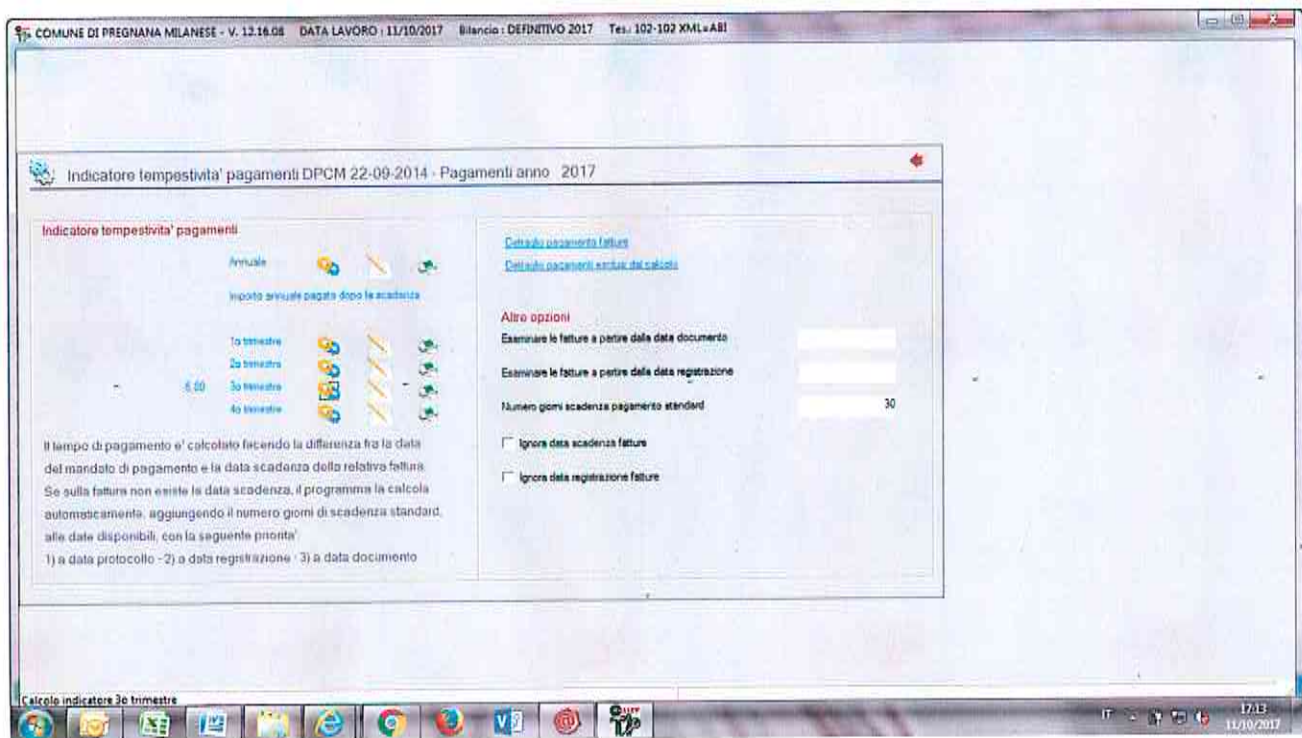 COMUNE DI PREGNANA MILANESE - V. 12.16.08 DATA LAVORO : 11/10/2017 Bilancio : DEFINITIVO 2017 Tes.: 102-102 XML=ABI
Indicatore tempestivita' pagamenti DPCM 22-09-2014 - Pagamenti anno 2017
Indicatore tempestivita' pagamenti
Annuale
Importo annuale pagato dopo la scadenza
1o trimestre
2o trimestre
- 6,00 3o trimestre
4o trimestre
Il tempo di pagamento e' calcolato facendo la differenza fra la data
del mandato di pagamento e la data scadenza della relativa fattura
Se sulla fattura non esiste la data scadenza, il programma la calcola
automaticamente, aggiungendo il numero giorni di scadenza standard,
alle date disponibili, con la seguente priorita'
1) a data protocollo - 2) a data registrazione - 3) a data documento
Dettaglio pagamento fatture
Dettaglio pagamenti esclusi dal calcolo
Altre opzioni
Esaminare le fatture a partire dalla data documento
Esaminare le fatture a partire dalla data registrazione
Numero giorni scadenza pagamento standard 30
Ignora data scadenza fatture
Ignora data registrazione fatture
Calcolo indicatore 3o trimestre
IT
17:13
11/10/2017